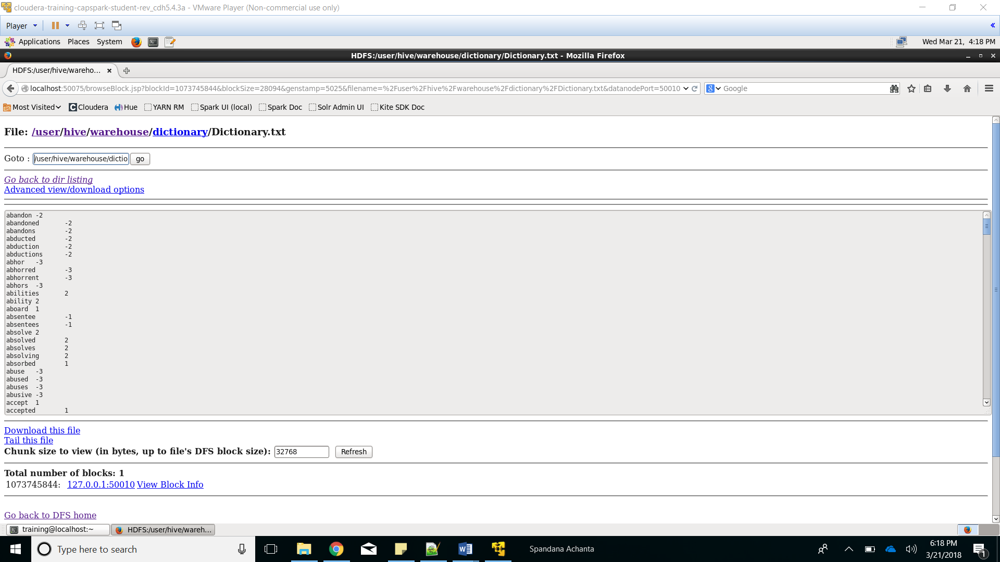 cloudera-training-capspark-student-rev_cdh5.4.3a - VMware Player (Non-commercial use only)
Player
Applications Places System Wed Mar 21, 4:18 PM
HDFS:/user/hive/warehouse/dictionary/Dictionary.txt - Mozilla Firefox
HDFS:/user/hive/wareho...
localhost:50075/browseBlock.jsp?blockId=1073745844&blockSize=28094&genstamp=5025&filename=%2Fuser%2Fhive%2Fwarehouse%2Fdictionary%2FDictionary.txt&datanodePort=50010 Google
Most Visited Cloudera Hue YARN RM Spark UI (local) Spark Doc Solr Admin UI Kite SDK Doc
File: /user/hive/warehouse/dictionary/Dictionary.txt
Goto : /user/hive/warehouse/dictio go
Go back to dir listing
Advanced view/download options
abandon -2
abandoned -2
abandons -2
abducted -2
abduction -2
abductions -2
abhor -3
abhorred -3
abhorrent -3
abhors -3
abilities 2
ability 2
aboard 1
absentee -1
absentees -1
absolve 2
absolved 2
absolves 2
absolving 2
absorbed 1
abuse -3
abused -3
abuses -3
abusive -3
accept 1
accepted 1
Download this file
Tail this file
Chunk size to view (in bytes, up to file's DFS block size): 32768 Refresh
Total number of blocks: 1
1073745844: 127.0.0.1:50010 View Block Info
Go back to DFS home
training@localhost:~ HDFS:/user/hive/wareh...
Type here to search Spandana Achanta 6:18 PM
3/21/2018 1